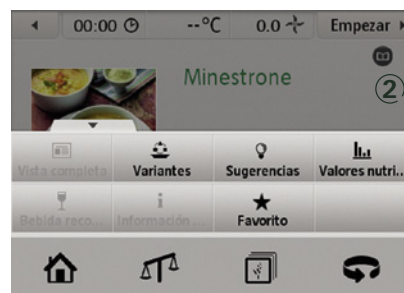 00:00 --°C 0.0 Empezar
Minestrone
2
Vista completa Variantes Sugerencias Valores nutri..
Bebida reco... Información ... Favorito